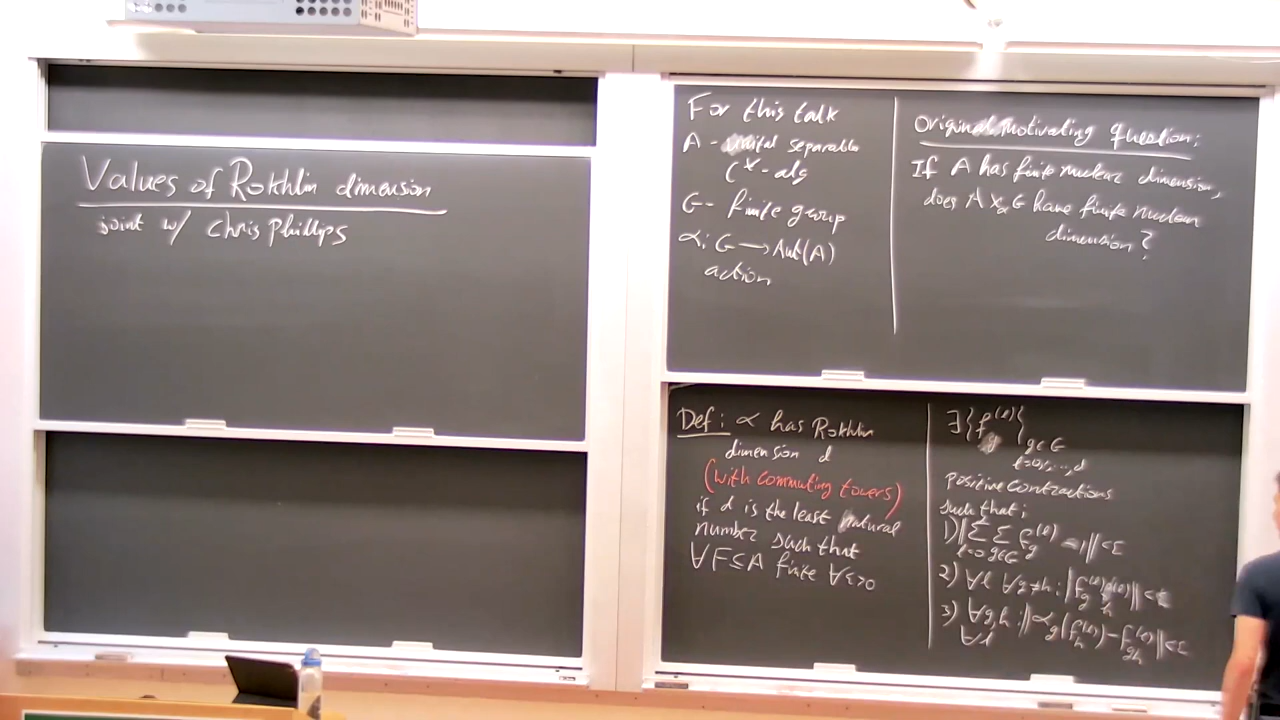 Values of Rokhlin dimension
joint w/ Chris Phillips
For this talk
A - unital separable
C*-alg
G - finite group
α: G → Aut(A)
action
Original motivating question:
If A has finite nuclear dimension,
does A ⋊_α G have finite nuclear
dimension?
Def: α has Rokhlin
dimension d
(with commuting towers)
if d is the least natural
number such that
∀F⊆A finite ∀ε>0
∃{f_g^(l)}_{g∈G
l=0,...,d}
positive contractions
such that:
1) ‖Σ_{l=0}^d Σ_{g∈G} f_g^(l) - 1‖<ε
2) ∀l ∀g≠h: ‖f_g^(l) f_h^(l)‖<ε
3) ∀g,h: ‖α_g(f_h^(l)) - f_gh^(l)‖<ε
∀l